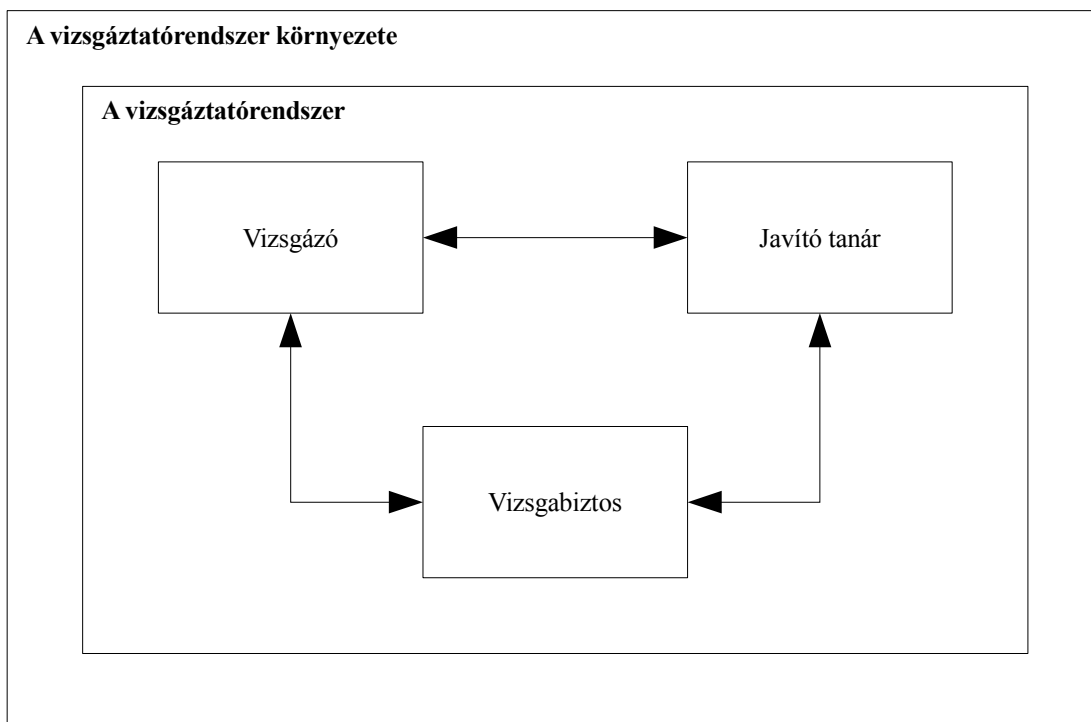 A vizsgáztatórendszer környezete
A vizsgáztatórendszer
Vizsgázó
Javító tanár
Vizsgabiztos